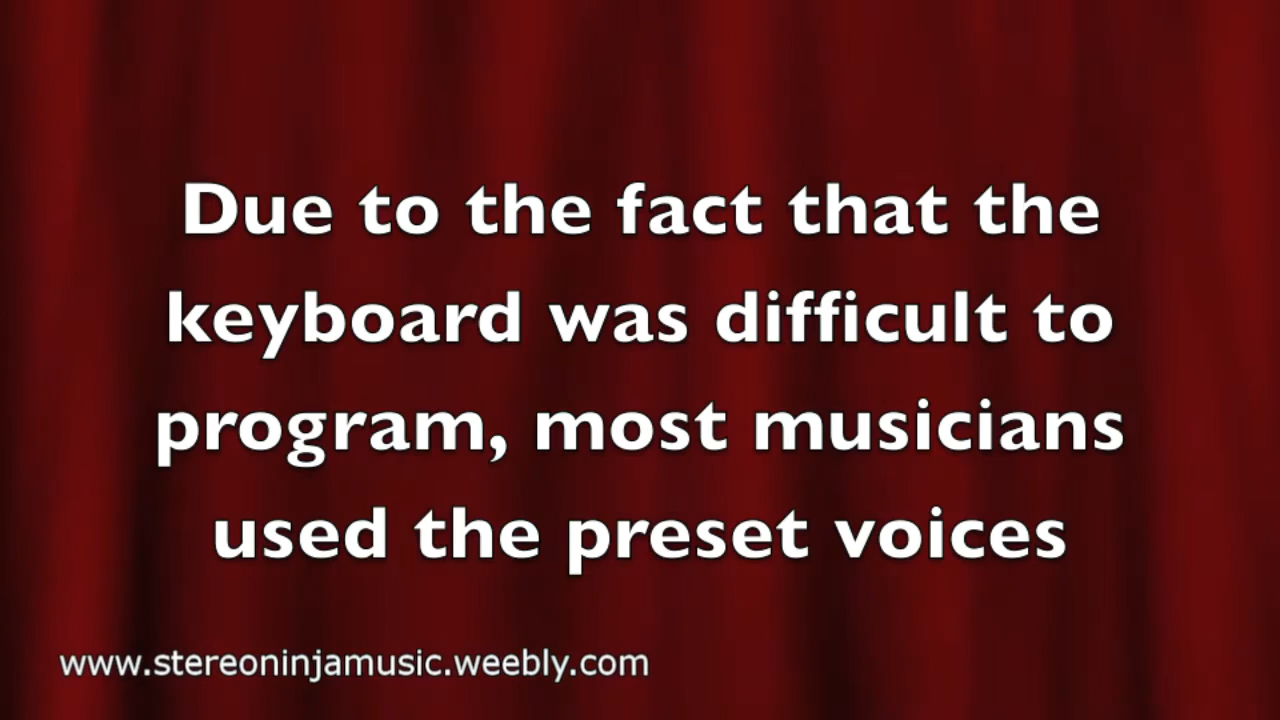 Due to the fact that the
keyboard was difficult to
program, most musicians
used the preset voices
www.stereoninjamusic.weebly.com